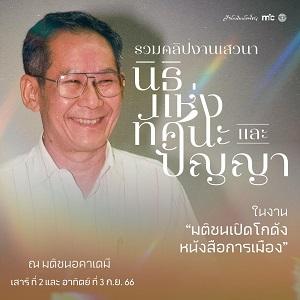 mic
รวมคลิปงานเสวนา
นิธิ
แห่ง
ทัศนะ และ
ปัญญา
ในงาน
“มติชนเปิดโกดัง
หนังสือการเมือง”
ณ มติชนอคาเดมี
เสาร์ที่ 2 และ อาทิตย์ ที่ 3 ก.ย. 66